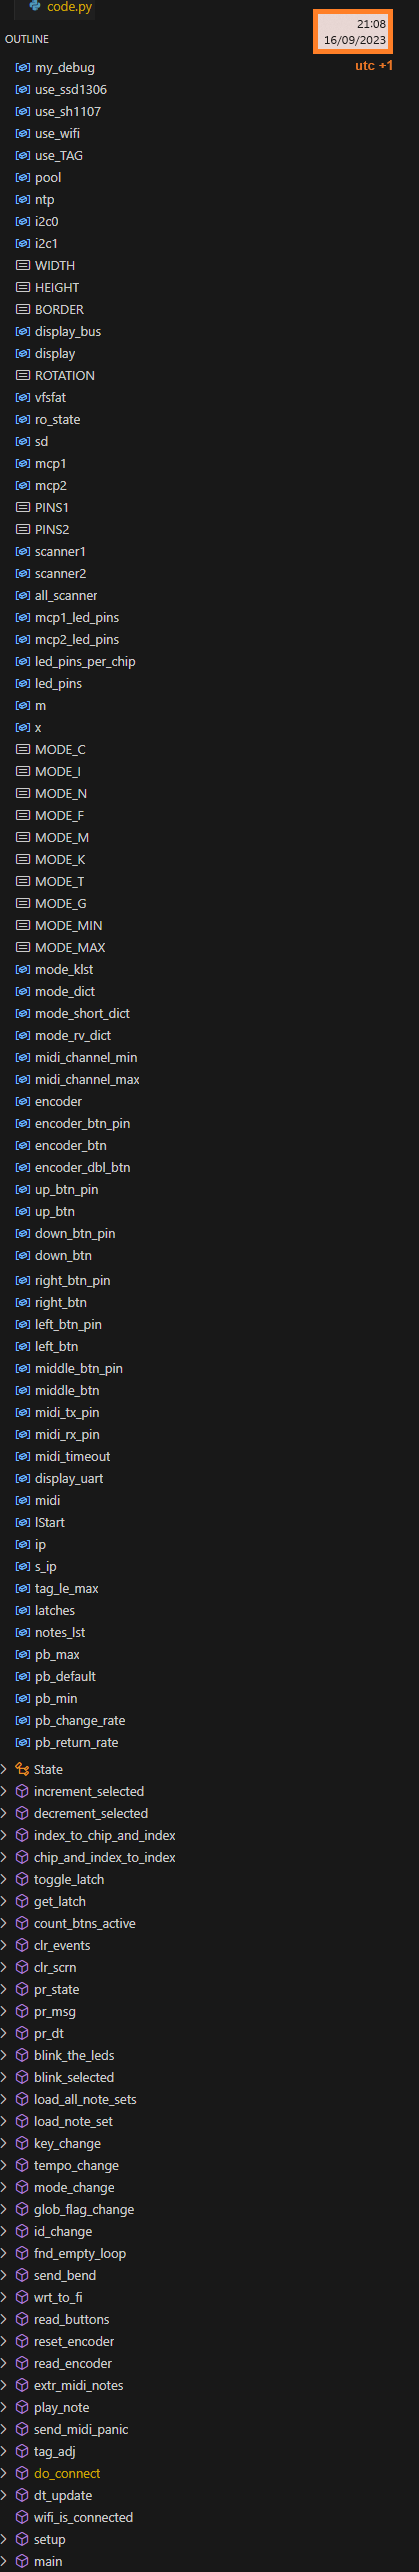 code.py
21:08
16/09/2023
OUTLINE
utc +1
my_debug
use_ssd1306
use_sh1107
use_wifi
use_TAG
pool
ntp
i2c0
i2c1
WIDTH
HEIGHT
BORDER
display_bus
display
ROTATION
vfsfat
ro_state
sd
mcp1
mcp2
PINS1
PINS2
scanner1
scanner2
all_scanner
mcp1_led_pins
mcp2_led_pins
led_pins_per_chip
led_pins
m
x
MODE_C
MODE_I
MODE_N
MODE_F
MODE_M
MODE_K
MODE_T
MODE_G
MODE_MIN
MODE_MAX
mode_klst
mode_dict
mode_short_dict
mode_rv_dict
midi_channel_min
midi_channel_max
encoder
encoder_btn_pin
encoder_btn
encoder_dbl_btn
up_btn_pin
up_btn
down_btn_pin
down_btn
right_btn_pin
right_btn
left_btn_pin
left_btn
middle_btn_pin
middle_btn
midi_tx_pin
midi_rx_pin
midi_timeout
display_uart
midi
lStart
ip
s_ip
tag_le_max
latches
notes_lst
pb_max
pb_default
pb_min
pb_change_rate
pb_return_rate
State
increment_selected
decrement_selected
index_to_chip_and_index
chip_and_index_to_index
toggle_latch
get_latch
count_btns_active
clr_events
clr_scrn
pr_state
pr_msg
pr_dt
blink_the_leds
blink_selected
load_all_note_sets
load_note_set
key_change
tempo_change
mode_change
glob_flag_change
id_change
fnd_empty_loop
send_bend
wrt_to_fi
read_buttons
reset_encoder
read_encoder
extr_midi_notes
play_note
send_midi_panic
tag_adj
do_connect
dt_update
wifi_is_connected
setup
main